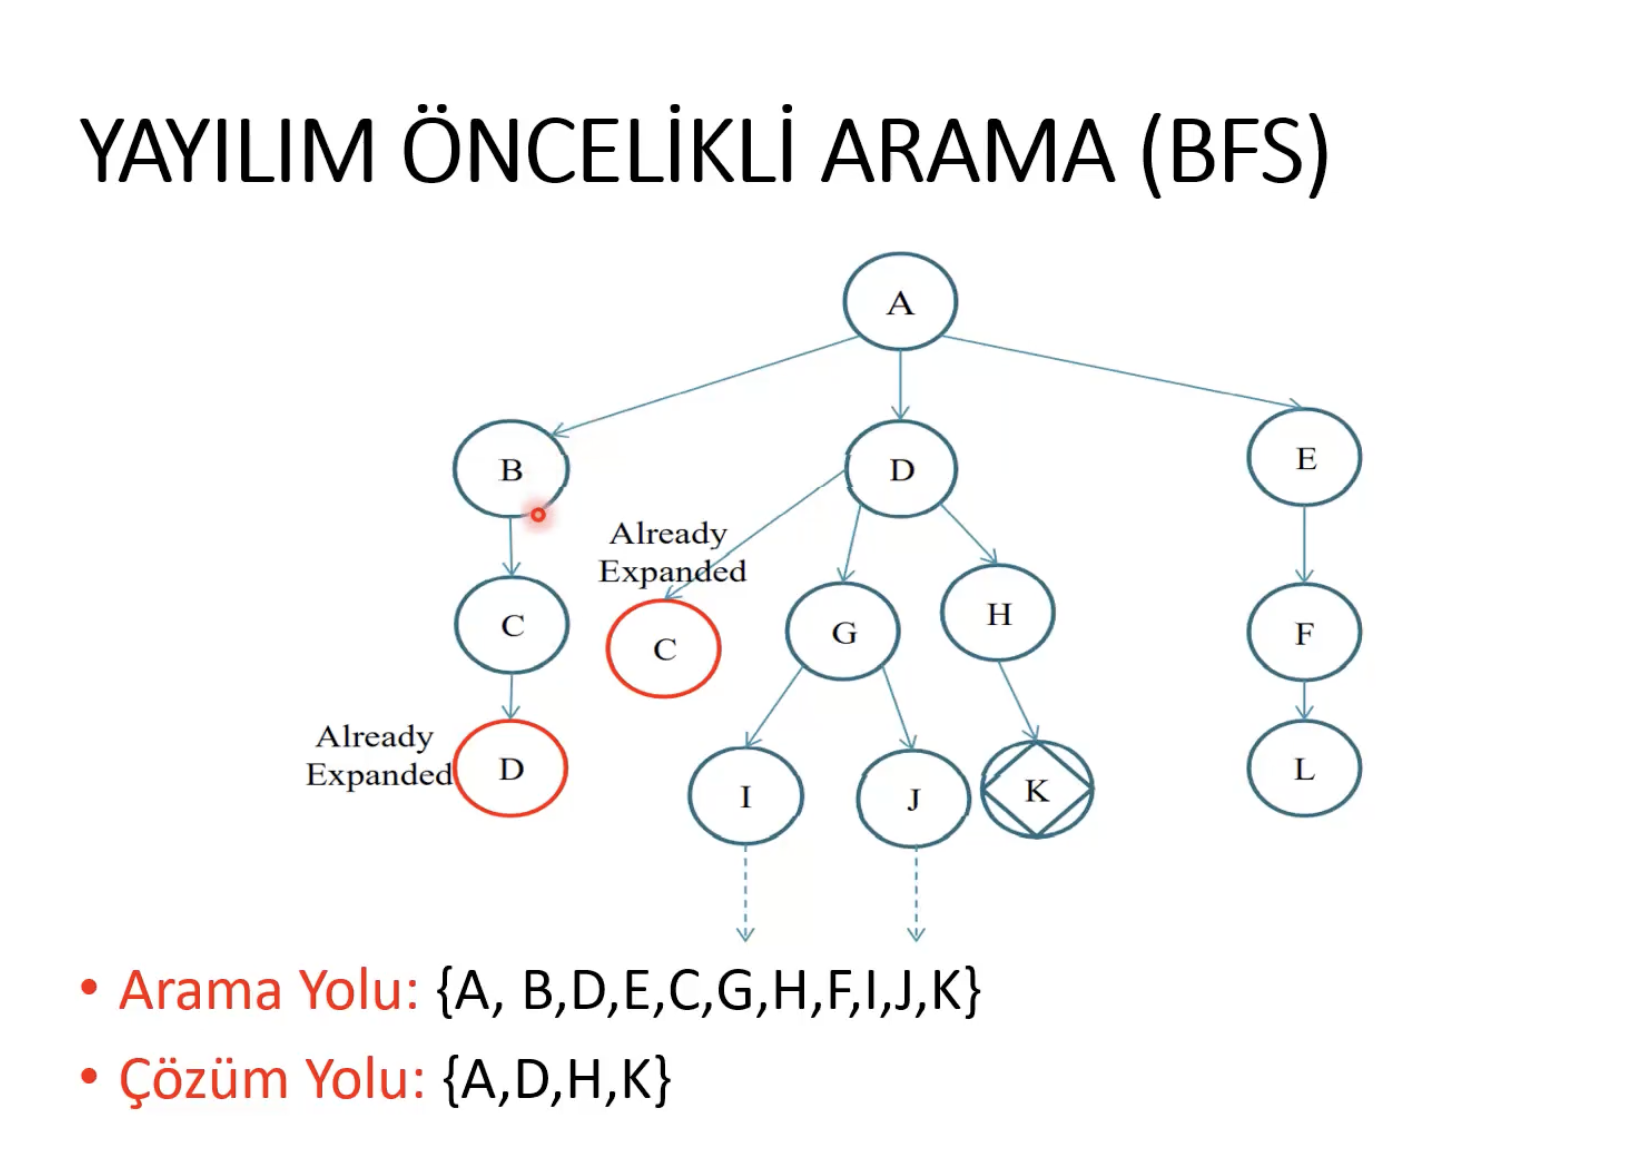 YAYILIM ÖNCELİKLİ ARAMA (BFS)
A
B
D
E
Already
Expanded
C
C
G
H
F
Already
Expanded
D
I
J
K
L
• Arama Yolu: {A, B,D,E,C,G,H,F,I,J,K}
• Çözüm Yolu: {A,D,H,K}